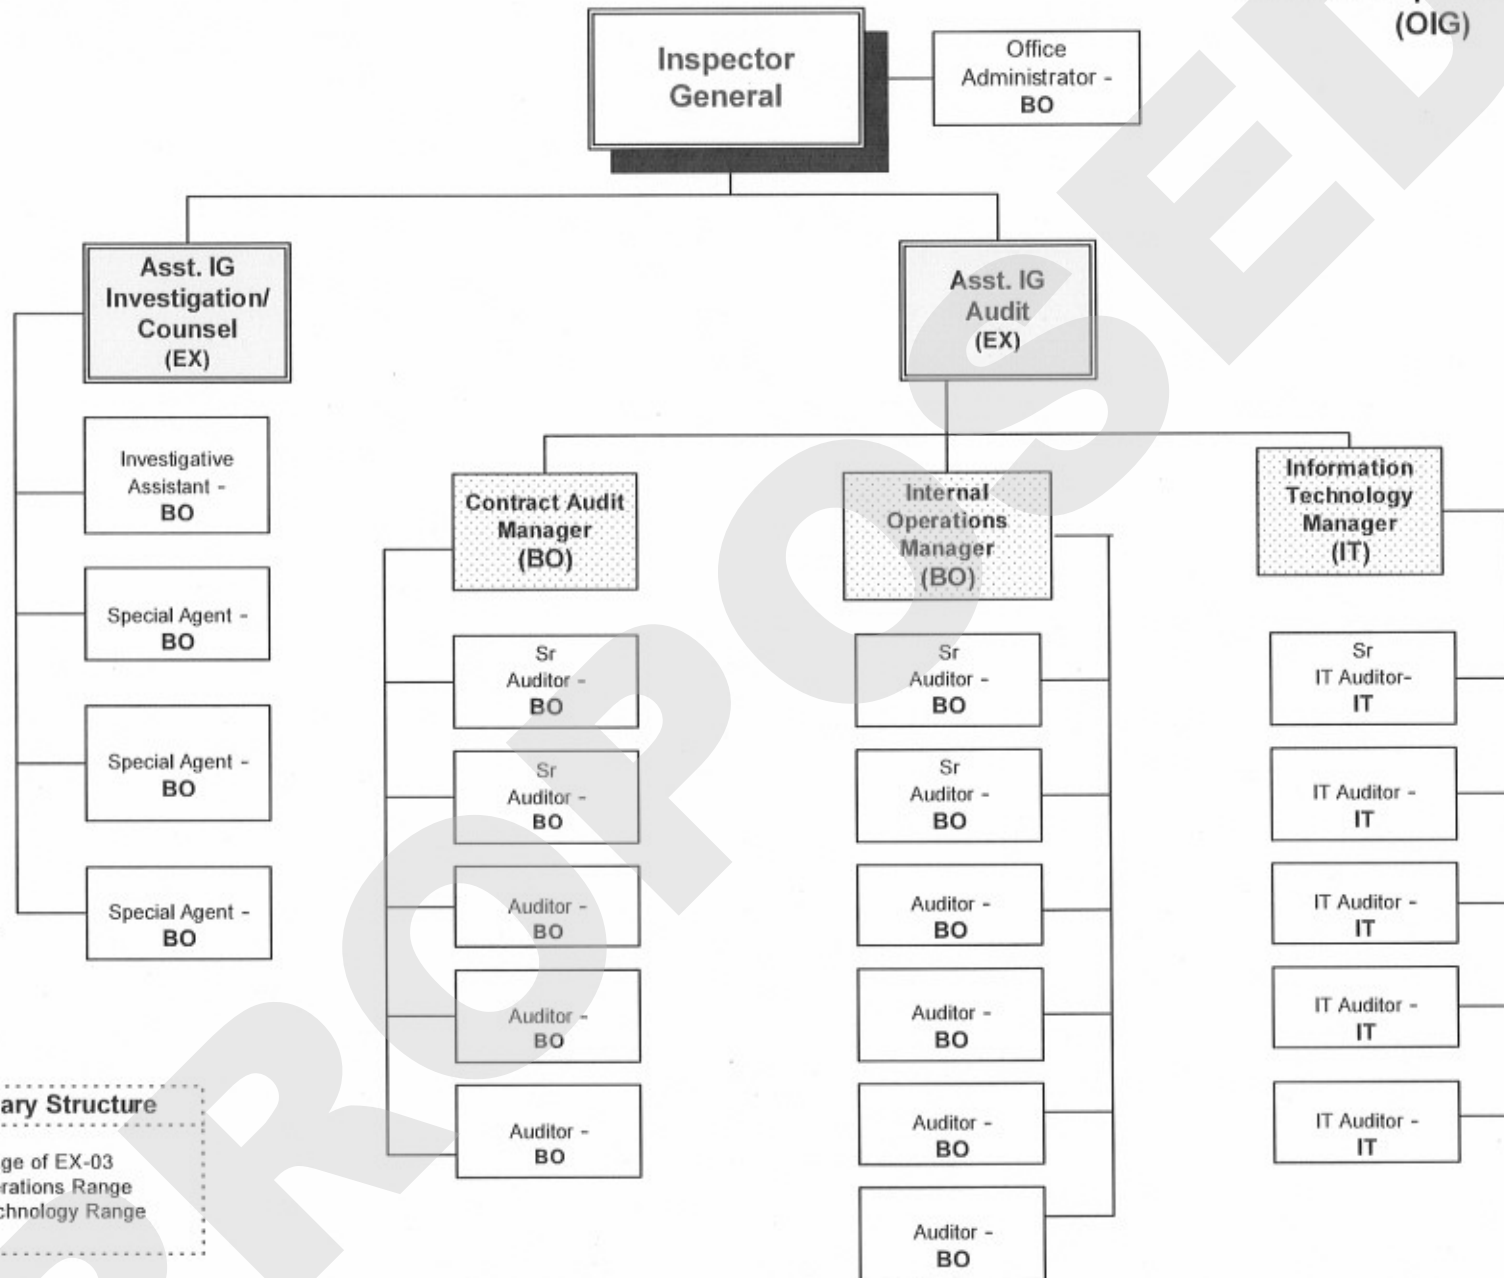 (OIG)
Inspector
General
Office
Administrator -
BO
Asst. IG
Investigation/
Counsel
(EX)
Asst. IG
Audit
(EX)
Investigative
Assistant -
BO
Special Agent -
BO
Special Agent -
BO
Special Agent -
BO
Contract Audit
Manager
(BO)
Sr
Auditor -
BO
Sr
Auditor -
BO
Auditor -
BO
Auditor -
BO
Auditor -
BO
Internal
Operations
Manager
(BO)
Sr
Auditor -
BO
Sr
Auditor -
BO
Auditor -
BO
Auditor -
BO
Auditor -
BO
Auditor -
BO
Information
Technology
Manager
(IT)
Sr
IT Auditor-
IT
IT Auditor -
IT
IT Auditor -
IT
IT Auditor -
IT
IT Auditor -
IT
ary Structure
ge of EX-03
rations Range
chnology Range
PROPOSED